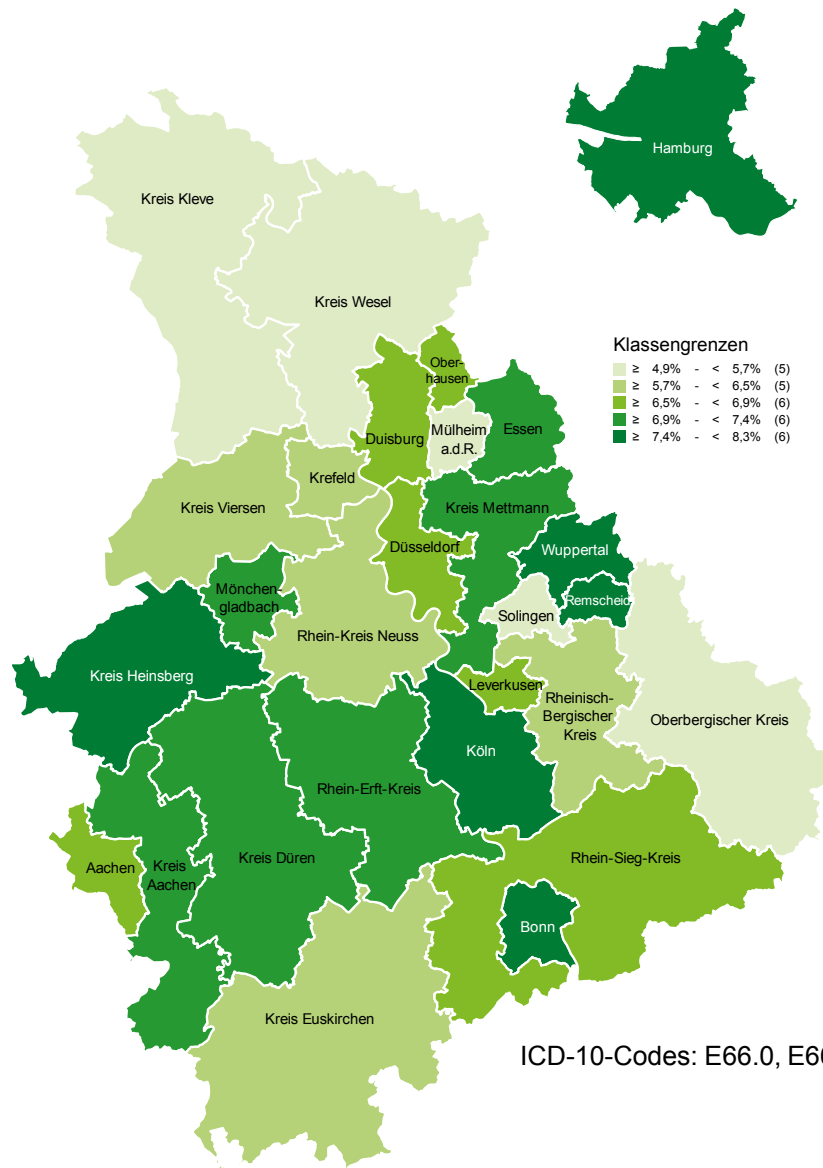 Hamburg
Kreis Kleve
Kreis Wesel
Klassengrenzen
≥ 4,9% - < 5,7% (5)
≥ 5,7% - < 6,5% (5)
≥ 6,5% - < 6,9% (6)
≥ 6,9% - < 7,4% (6)
≥ 7,4% - < 8,3% (6)
Ober-
hausen
Duisburg
Mülheim
a.d.R.
Essen
Krefeld
Kreis Viersen
Kreis Mettmann
Düsseldorf
Wuppertal
Mönchen-
gladbach
Remscheid
Solingen
Rhein-Kreis Neuss
Kreis Heinsberg
Leverkusen
Rheinisch-
Bergischer
Kreis
Oberbergischer Kreis
Köln
Rhein-Erft-Kreis
Aachen
Kreis
Aachen
Kreis Düren
Rhein-Sieg-Kreis
Bonn
Kreis Euskirchen
ICD-10-Codes: E66.0,